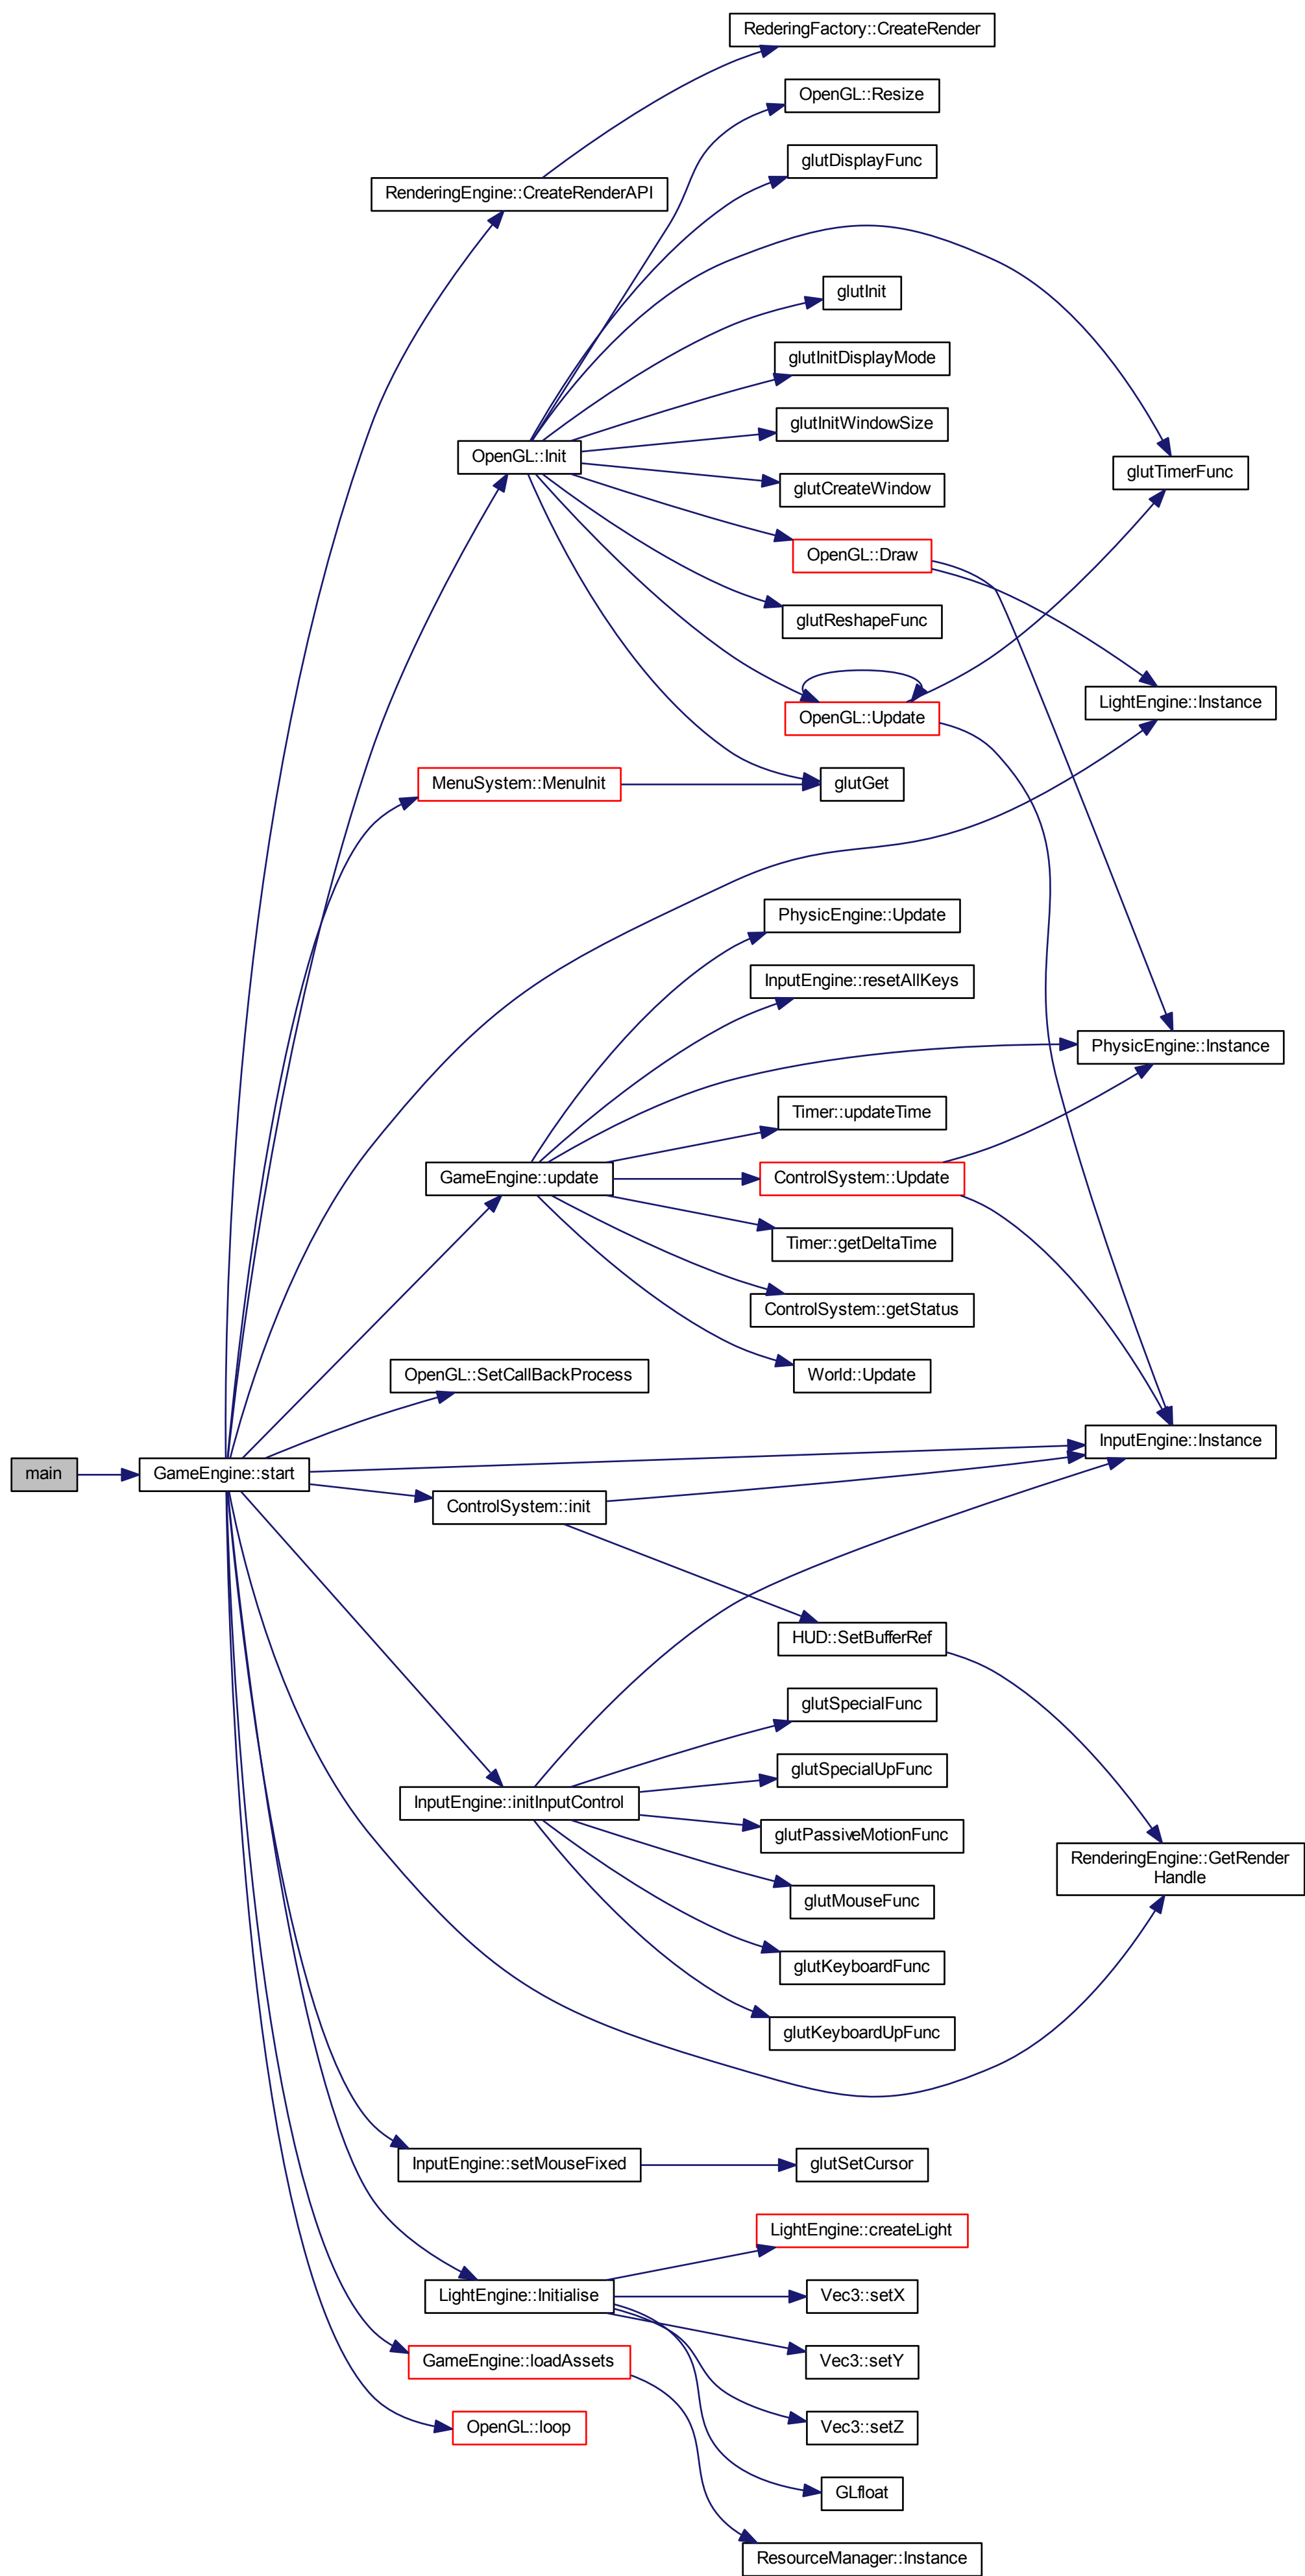 RederingFactory::CreateRender
OpenGL::Resize
glutDisplayFunc
RenderingEngine::CreateRenderAPI
glutInit
glutInitDisplayMode
glutInitWindowSize
OpenGL::Init
glutTimerFunc
glutCreateWindow
OpenGL::Draw
glutReshapeFunc
LightEngine::Instance
OpenGL::Update
MenuSystem::MenuInit
glutGet
PhysicEngine::Update
InputEngine::resetAllKeys
PhysicEngine::Instance
Timer::updateTime
GameEngine::update
ControlSystem::Update
Timer::getDeltaTime
ControlSystem::getStatus
OpenGL::SetCallBackProcess
World::Update
InputEngine::Instance
main
GameEngine::start
ControlSystem::init
HUD::SetBufferRef
glutSpecialFunc
glutSpecialUpFunc
InputEngine::initInputControl
glutPassiveMotionFunc
RenderingEngine::GetRender
Handle
glutMouseFunc
glutKeyboardFunc
glutKeyboardUpFunc
InputEngine::setMouseFixed
glutSetCursor
LightEngine::createLight
LightEngine::Initialise
Vec3::setX
GameEngine::loadAssets
Vec3::setY
OpenGL::loop
Vec3::setZ
GLfloat
ResourceManager::Instance